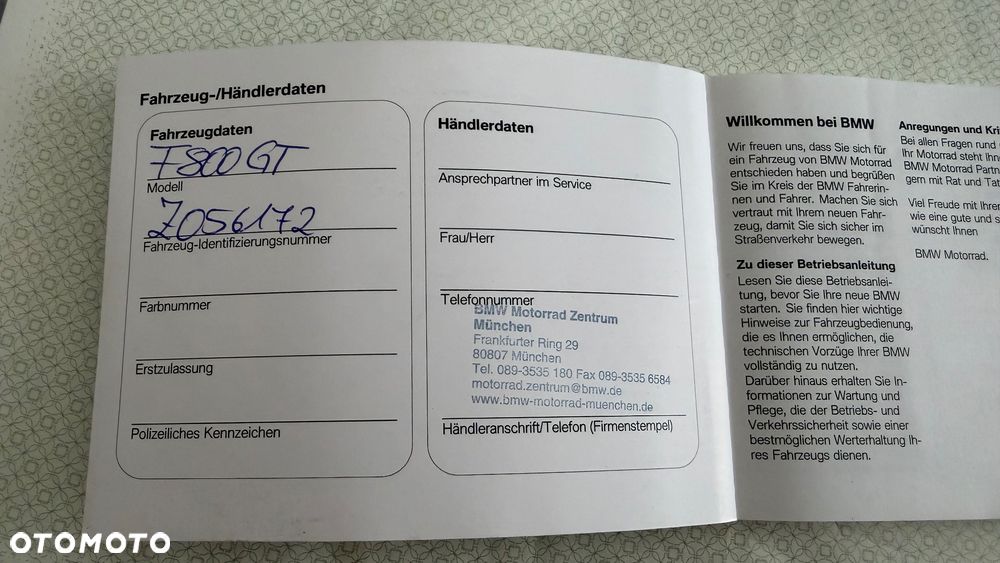 Fahrzeug-/Händlerdaten
Fahrzeugdaten
F800GT
Modell
Z056172
Fahrzeug-Identifizierungsnummer
Farbnummer
Erstzulassung
Polizeiliches Kennzeichen
Händlerdaten
Ansprechpartner im Service
Frau/Herr
Telefonnummer
BMW Motorrad Zentrum
München
Frankfurter Ring 29
80807 München
Tel. 089-3535 180 Fax 089-3535 6584
motorrad.zentrum@bmw.de
www.bmw-motorrad-muenchen.de
Händleranschrift/Telefon (Firmenstempel)
Willkommen bei BMW
Wir freuen uns, dass Sie sich für
ein Fahrzeug von BMW Motorrad
entschieden haben und begrüßen
Sie im Kreis der BMW Fahrerin-
nen und Fahrer. Machen Sie sich
vertraut mit Ihrem neuen Fahr-
zeug, damit Sie sich sicher im
Straßenverkehr bewegen.
Zu dieser Betriebsanleitung
Lesen Sie diese Betriebsanlei-
tung, bevor Sie Ihre neue BMW
starten. Sie finden hier wichtige
Hinweise zur Fahrzeugbedienung,
die es Ihnen ermöglichen, die
technischen Vorzüge Ihrer BMW
vollständig zu nutzen.
Darüber hinaus erhalten Sie In-
formationen zur Wartung und
Pflege, die der Betriebs- und
Verkehrssicherheit sowie einer
bestmöglichen Werterhaltung Ih-
res Fahrzeugs dienen.
Anregungen und Kri
Bei allen Fragen rund
Ihr Motorrad steht Ihn
BMW Motorrad Partn
gern mit Rat und Tat
Viel Freude mit Ihrer
wie eine gute und s
wünscht Ihnen
BMW Motorrad.
OTOMOTO